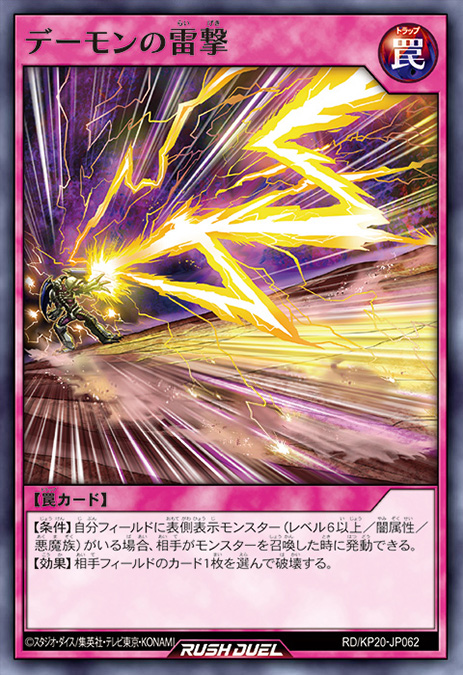 デーモンの雷撃
らい げき
トラップ
罠
【罠カード】
【条件】自分フィールドに表側表示モンスター(レベル6以上/闇属性/
悪魔族)がいる場合、相手がモンスターを召喚した時に発動できる。
【効果】相手フィールドのカード1枚を選んで破壊する。
©スタジオ・ダイス/集英社・テレビ東京・KONAMI
RUSH DUEL
RD/KP20-JP062